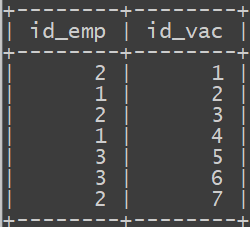 +--------+--------+
| id_emp | id_vac |
+--------+--------+
|      2 |      1 |
|      1 |      2 |
|      2 |      3 |
|      1 |      4 |
|      3 |      5 |
|      3 |      6 |
|      2 |      7 |
+--------+--------+